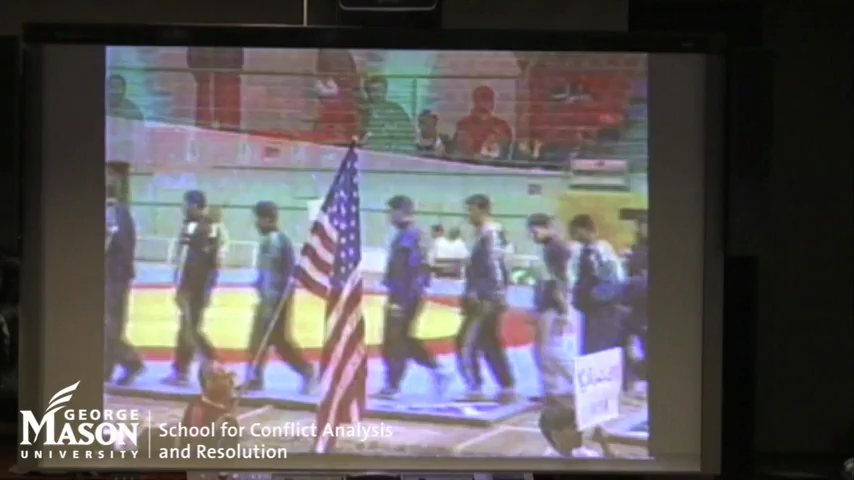 GEORGE
MASON
UNIVERSITY
School for Conflict Analysis
and Resolution